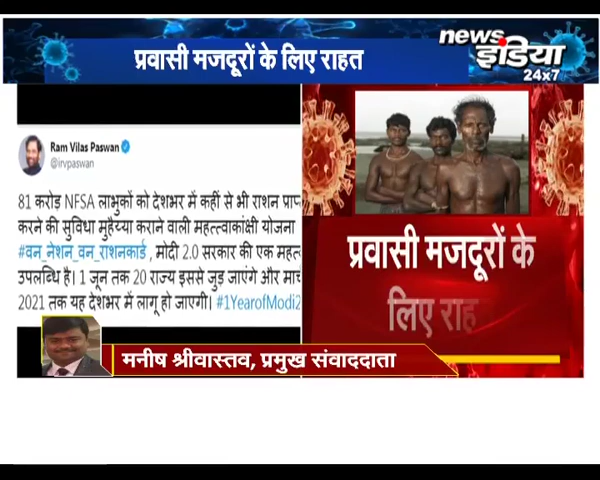 प्रवासी मजदूरों के लिए राहत
news
इंडिया
24x7
Ram Vilas Paswan
@irvpaswan
81 करोड़ NFSA लाभुकों को देशभर में कहीं से भी राशन प्राप
करने की सुविधा मुहैय्या कराने वाली महत्त्वाकांक्षी योजना
#वन_नेशन_वन_राशनकार्ड , मोदी 2.0 सरकार की एक महत्व
उपलब्धि है। 1 जून तक 20 राज्य इससे जुड़ जाएंगे और मार्च
2021 तक यह देशभर में लागू हो जाएगी। #1YearofModi2
प्रवासी मजदूरों के
लिए राह
मनीष श्रीवास्तव, प्रमुख संवाददाता